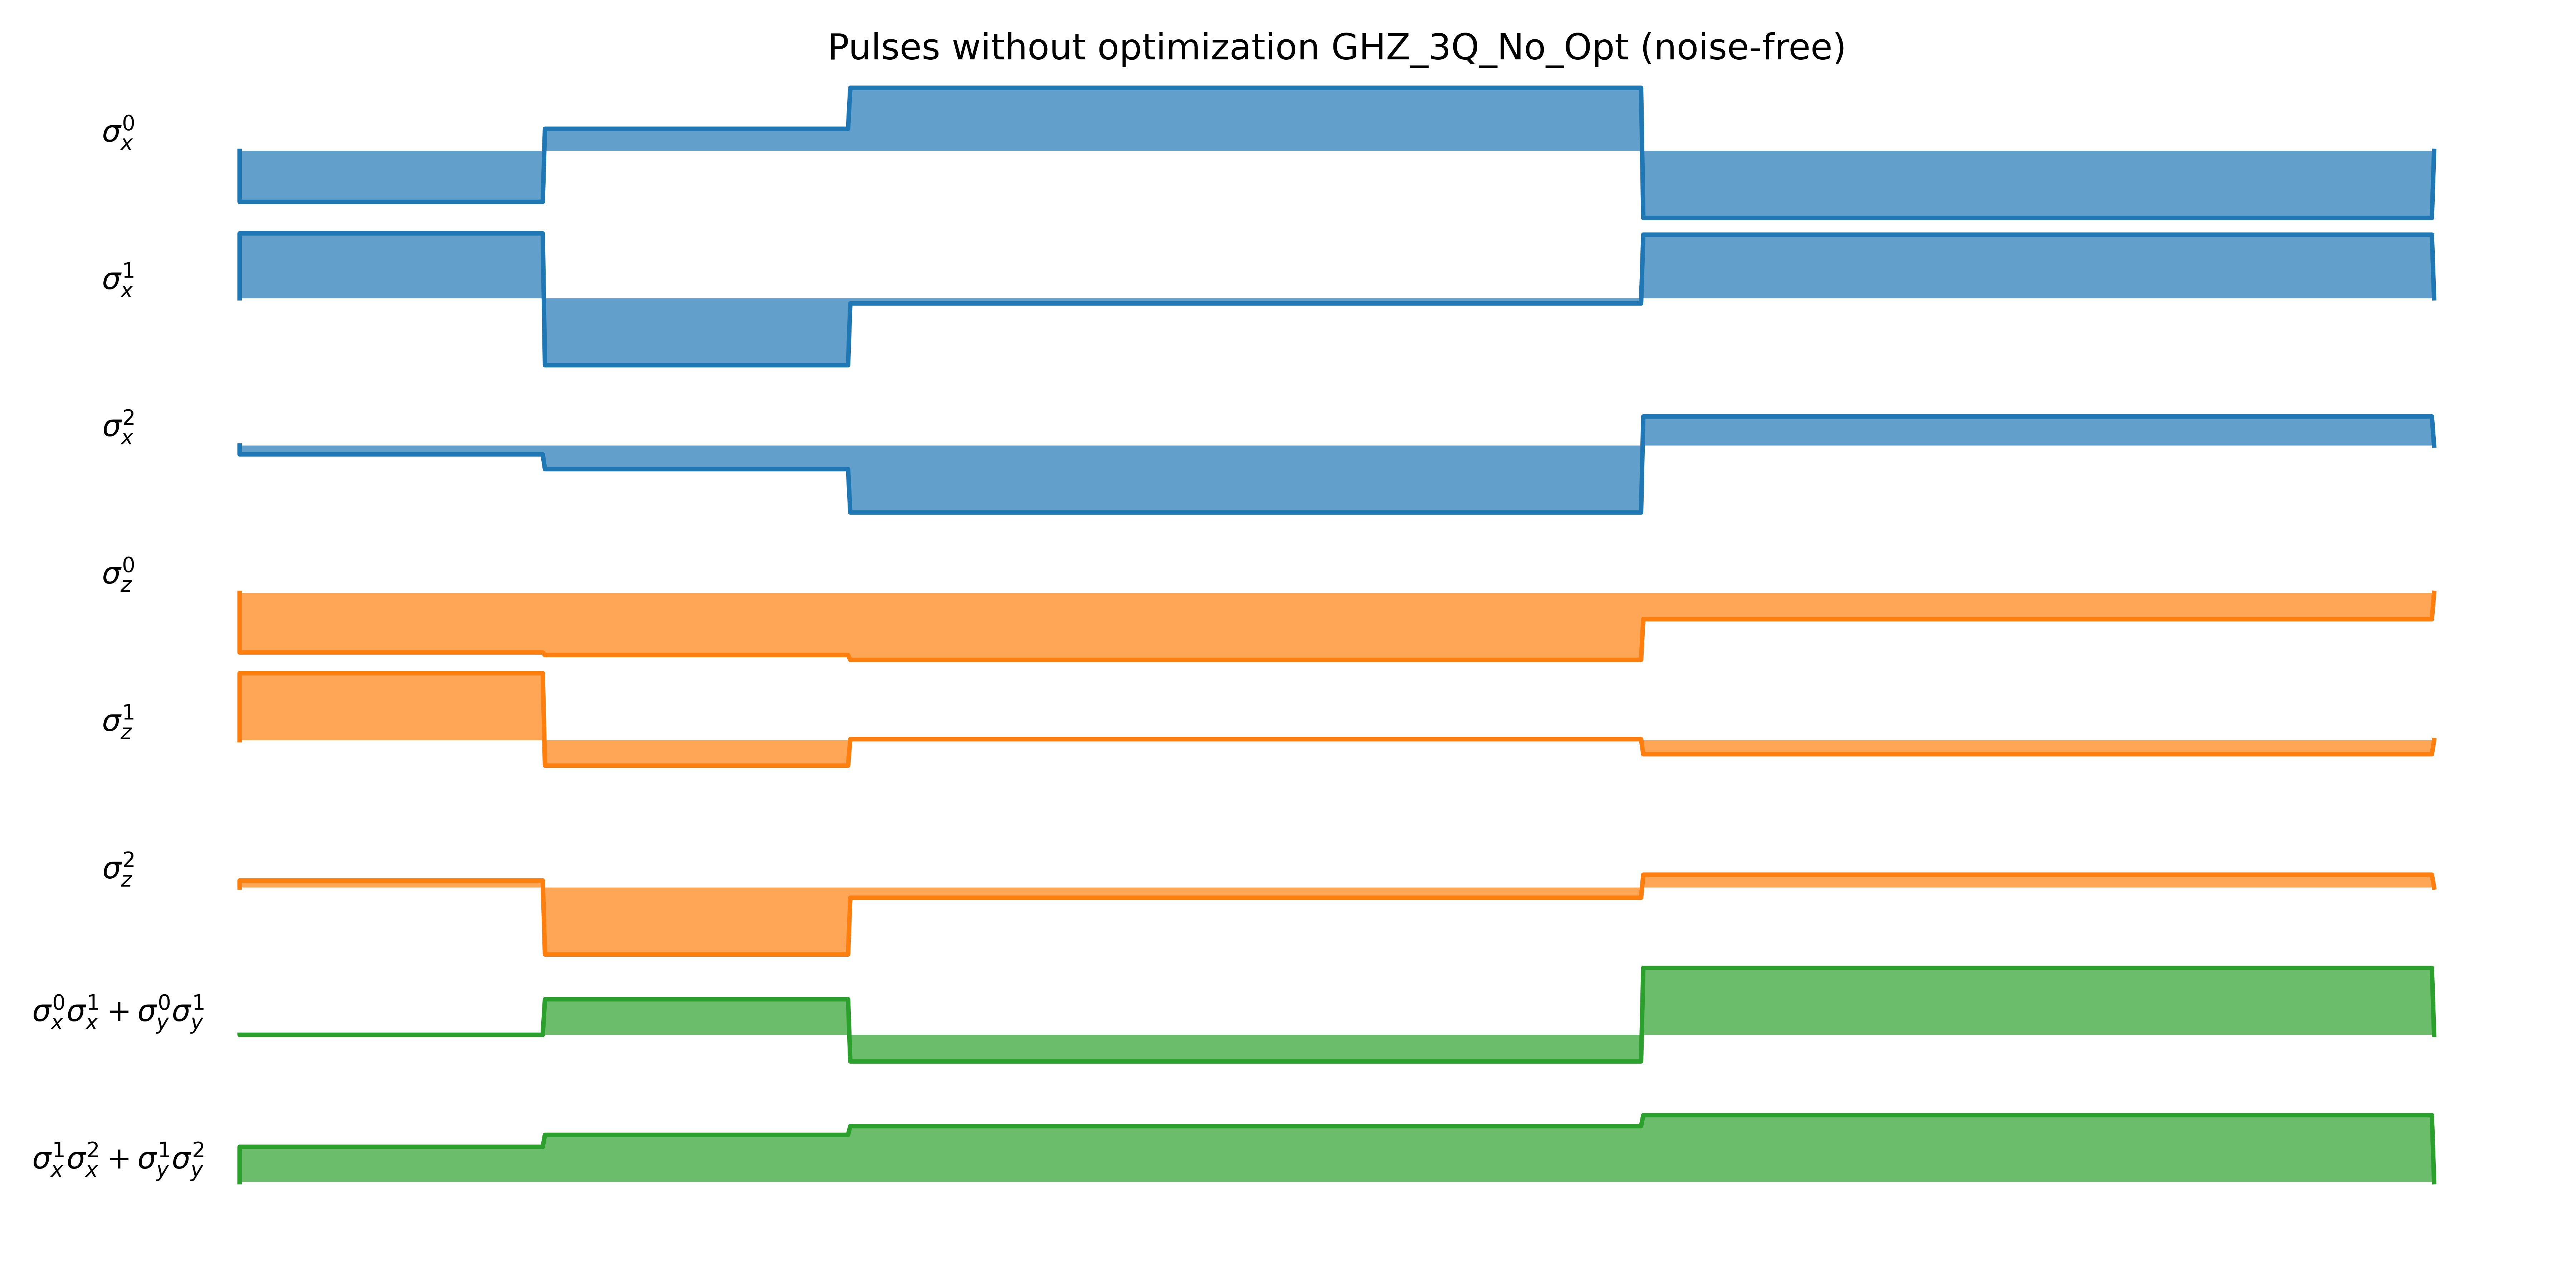 Pulses without optimization GHZ_3Q_No_Opt (noise-free)
σ_x^0
σ_x^1
σ_x^2
σ_z^0
σ_z^1
σ_z^2
σ_x^0σ_x^1 + σ_y^0σ_y^1
σ_x^1σ_x^2 + σ_y^1σ_y^2